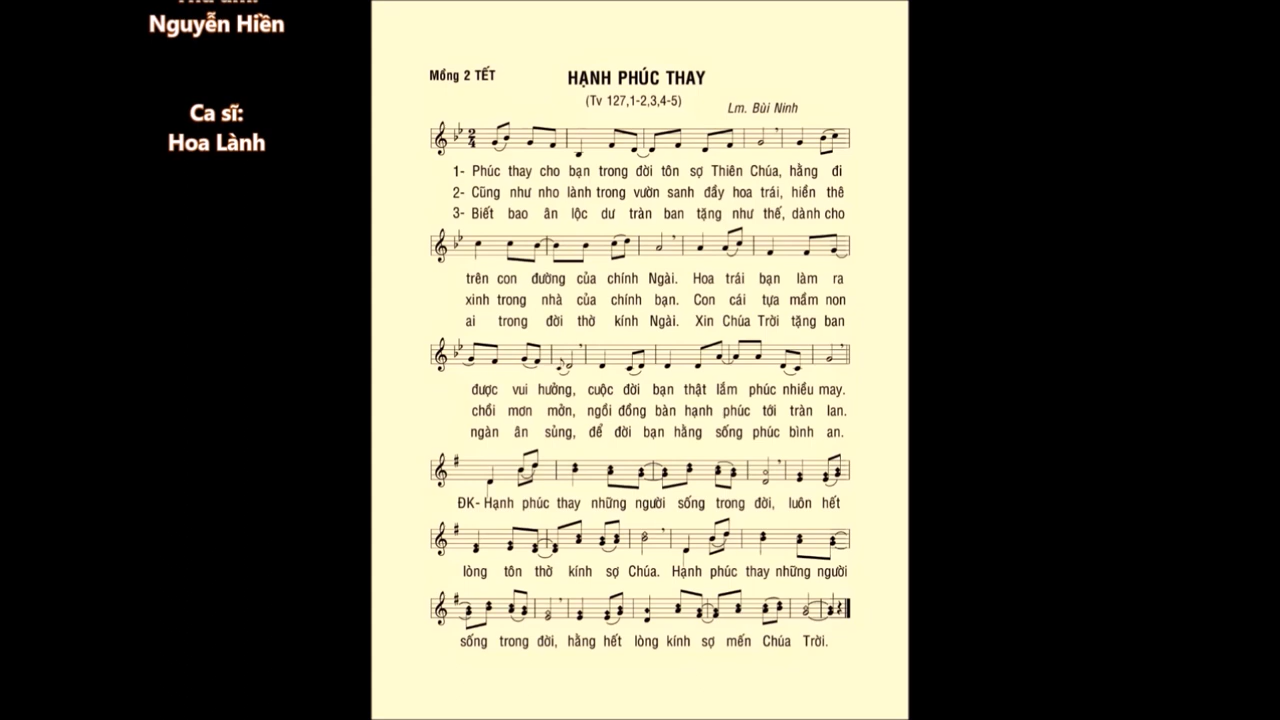 Nguyễn Hiền
Ca sĩ:
Hoa Lành
Mồng 2 TẾT
HẠNH PHÚC THAY
(Tv 127,1-2,3,4-5)
Lm. Bùi Ninh
1- Phúc thay cho bạn trong đời tôn sợ Thiên Chúa, hằng đi
2- Cũng như nho lành trong vườn sanh đầy hoa trái, hiền thê
3- Biết bao ân lộc dư tràn ban tặng như thế, dành cho
trên con đường của chính Ngài. Hoa trái bạn làm ra
xinh trong nhà của chính bạn. Con cái tựa mầm non
ai trong đời thờ kính Ngài. Xin Chúa Trời tặng ban
được vui hưởng, cuộc đời bạn thật lắm phúc nhiều may.
chồi mơn mởn, ngồi đồng bàn hạnh phúc tới tràn lan.
ngàn ân sủng, để đời bạn hằng sống phúc bình an.
ĐK- Hạnh phúc thay những người sống trong đời, luôn hết
lòng tôn thờ kính sợ Chúa. Hạnh phúc thay những người
sống trong đời, hằng hết lòng kính sợ mến Chúa Trời.